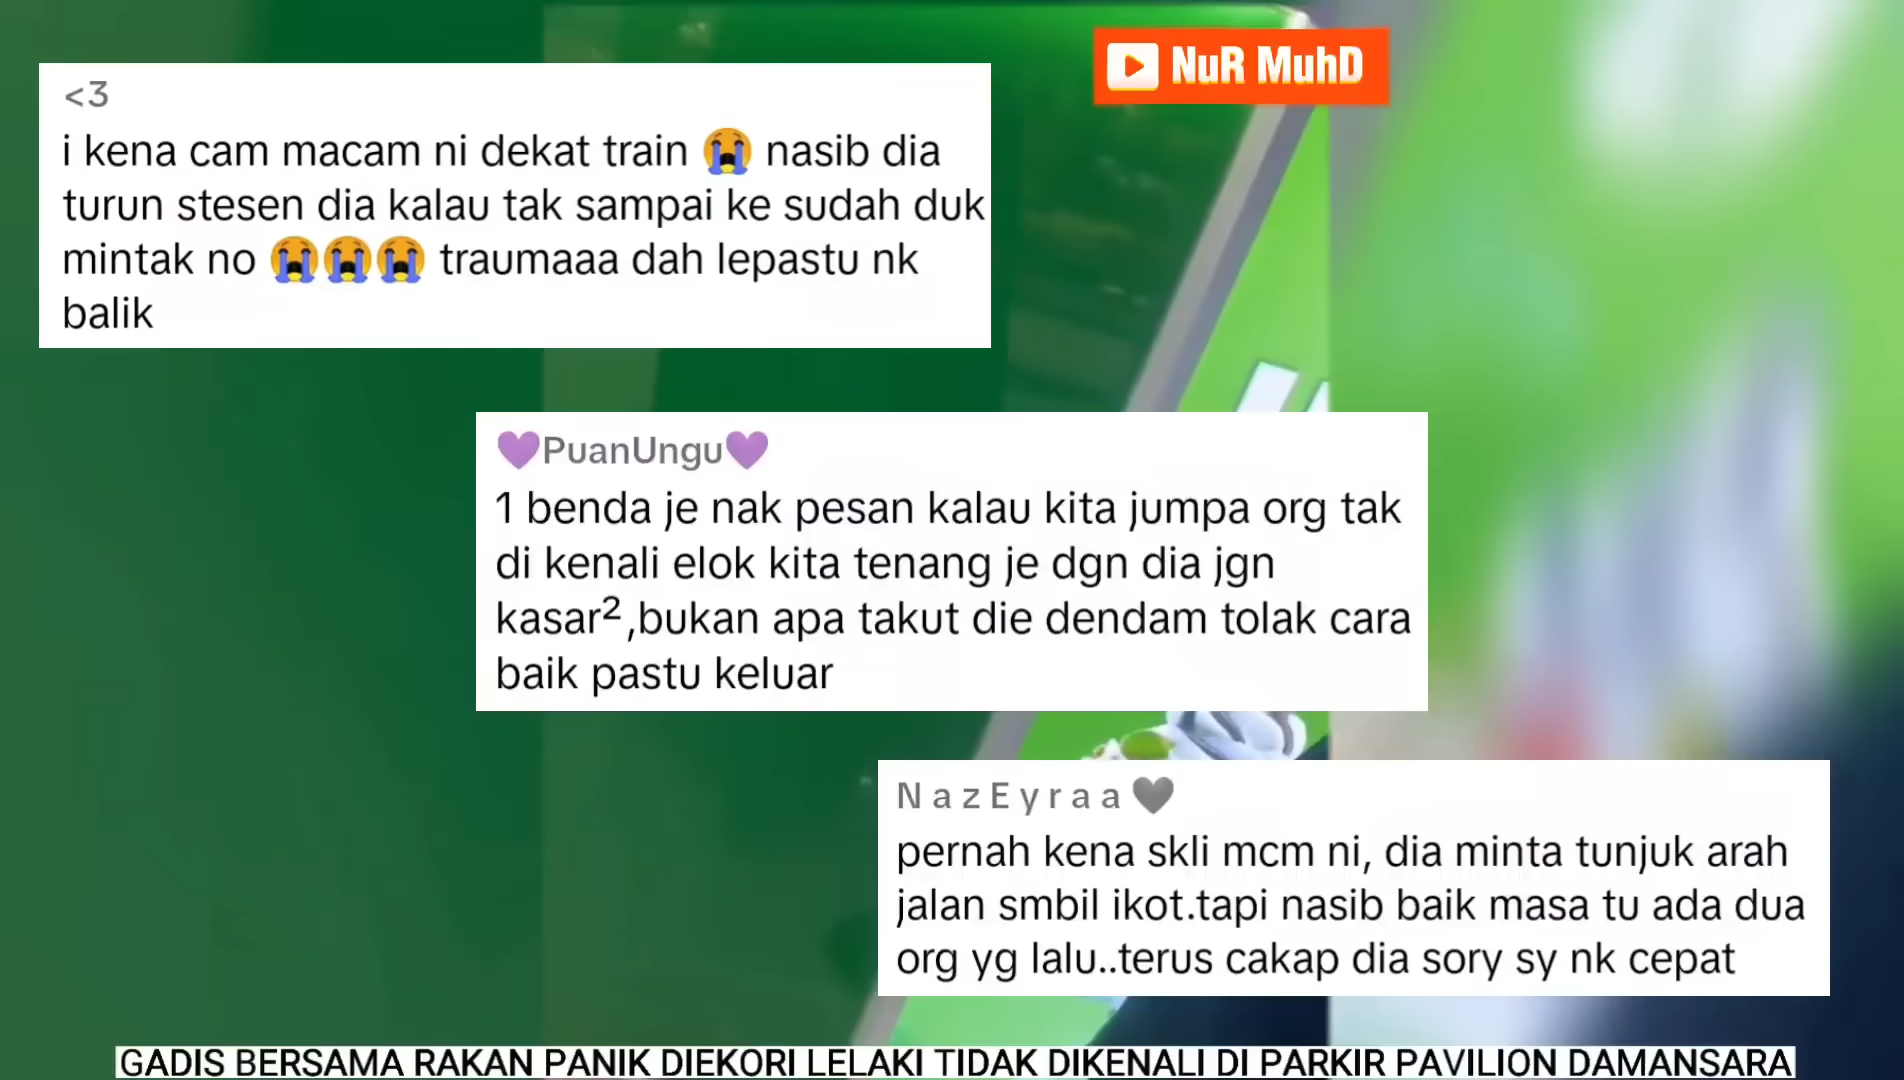 NuR MuhD
<3
i kena cam macam ni dekat train 😭 nasib dia
turun stesen dia kalau tak sampai ke sudah duk
mintak no 😭😭😭 traumaaa dah lepastu nk
balik
💜PuanUngu💜
1 benda je nak pesan kalau kita jumpa org tak
di kenali elok kita tenang je dgn dia jgn
kasar²,bukan apa takut die dendam tolak cara
baik pastu keluar
N a z E y r a a 🖤
pernah kena skli mcm ni, dia minta tunjuk arah
jalan smbil ikot.tapi nasib baik masa tu ada dua
org yg lalu..terus cakap dia sory sy nk cepat
GADIS BERSAMA RAKAN PANIK DIEKORI LELAKI TIDAK DIKENALI DI PARKIR PAVILION DAMANSARA